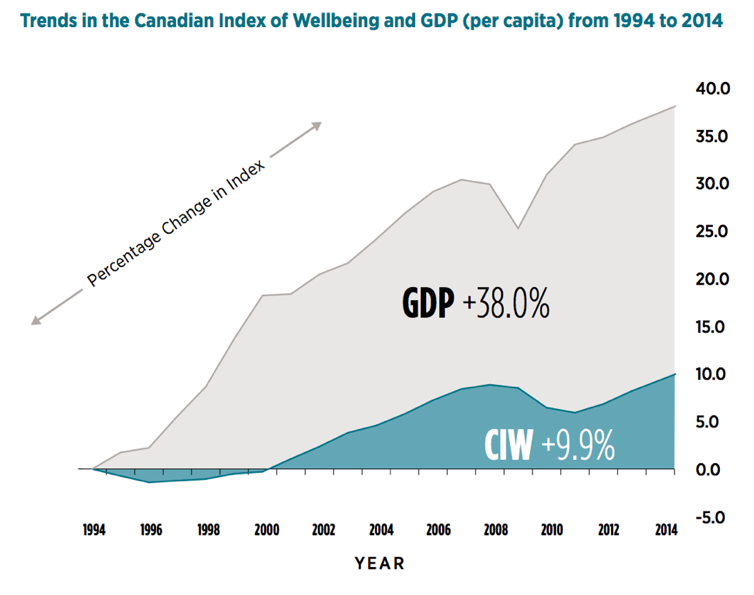 Trends in the Canadian Index of Wellbeing and GDP (per capita) from 1994 to 2014
40.0
35.0
Percentage Change in Index
30.0
25.0
20.0
GDP +38.0%
15.0
10.0
5.0
CIW +9.9%
0.0
-5.0
1994 1996 1998 2000 2002 2004 2006 2008 2010 2012 2014
YEAR